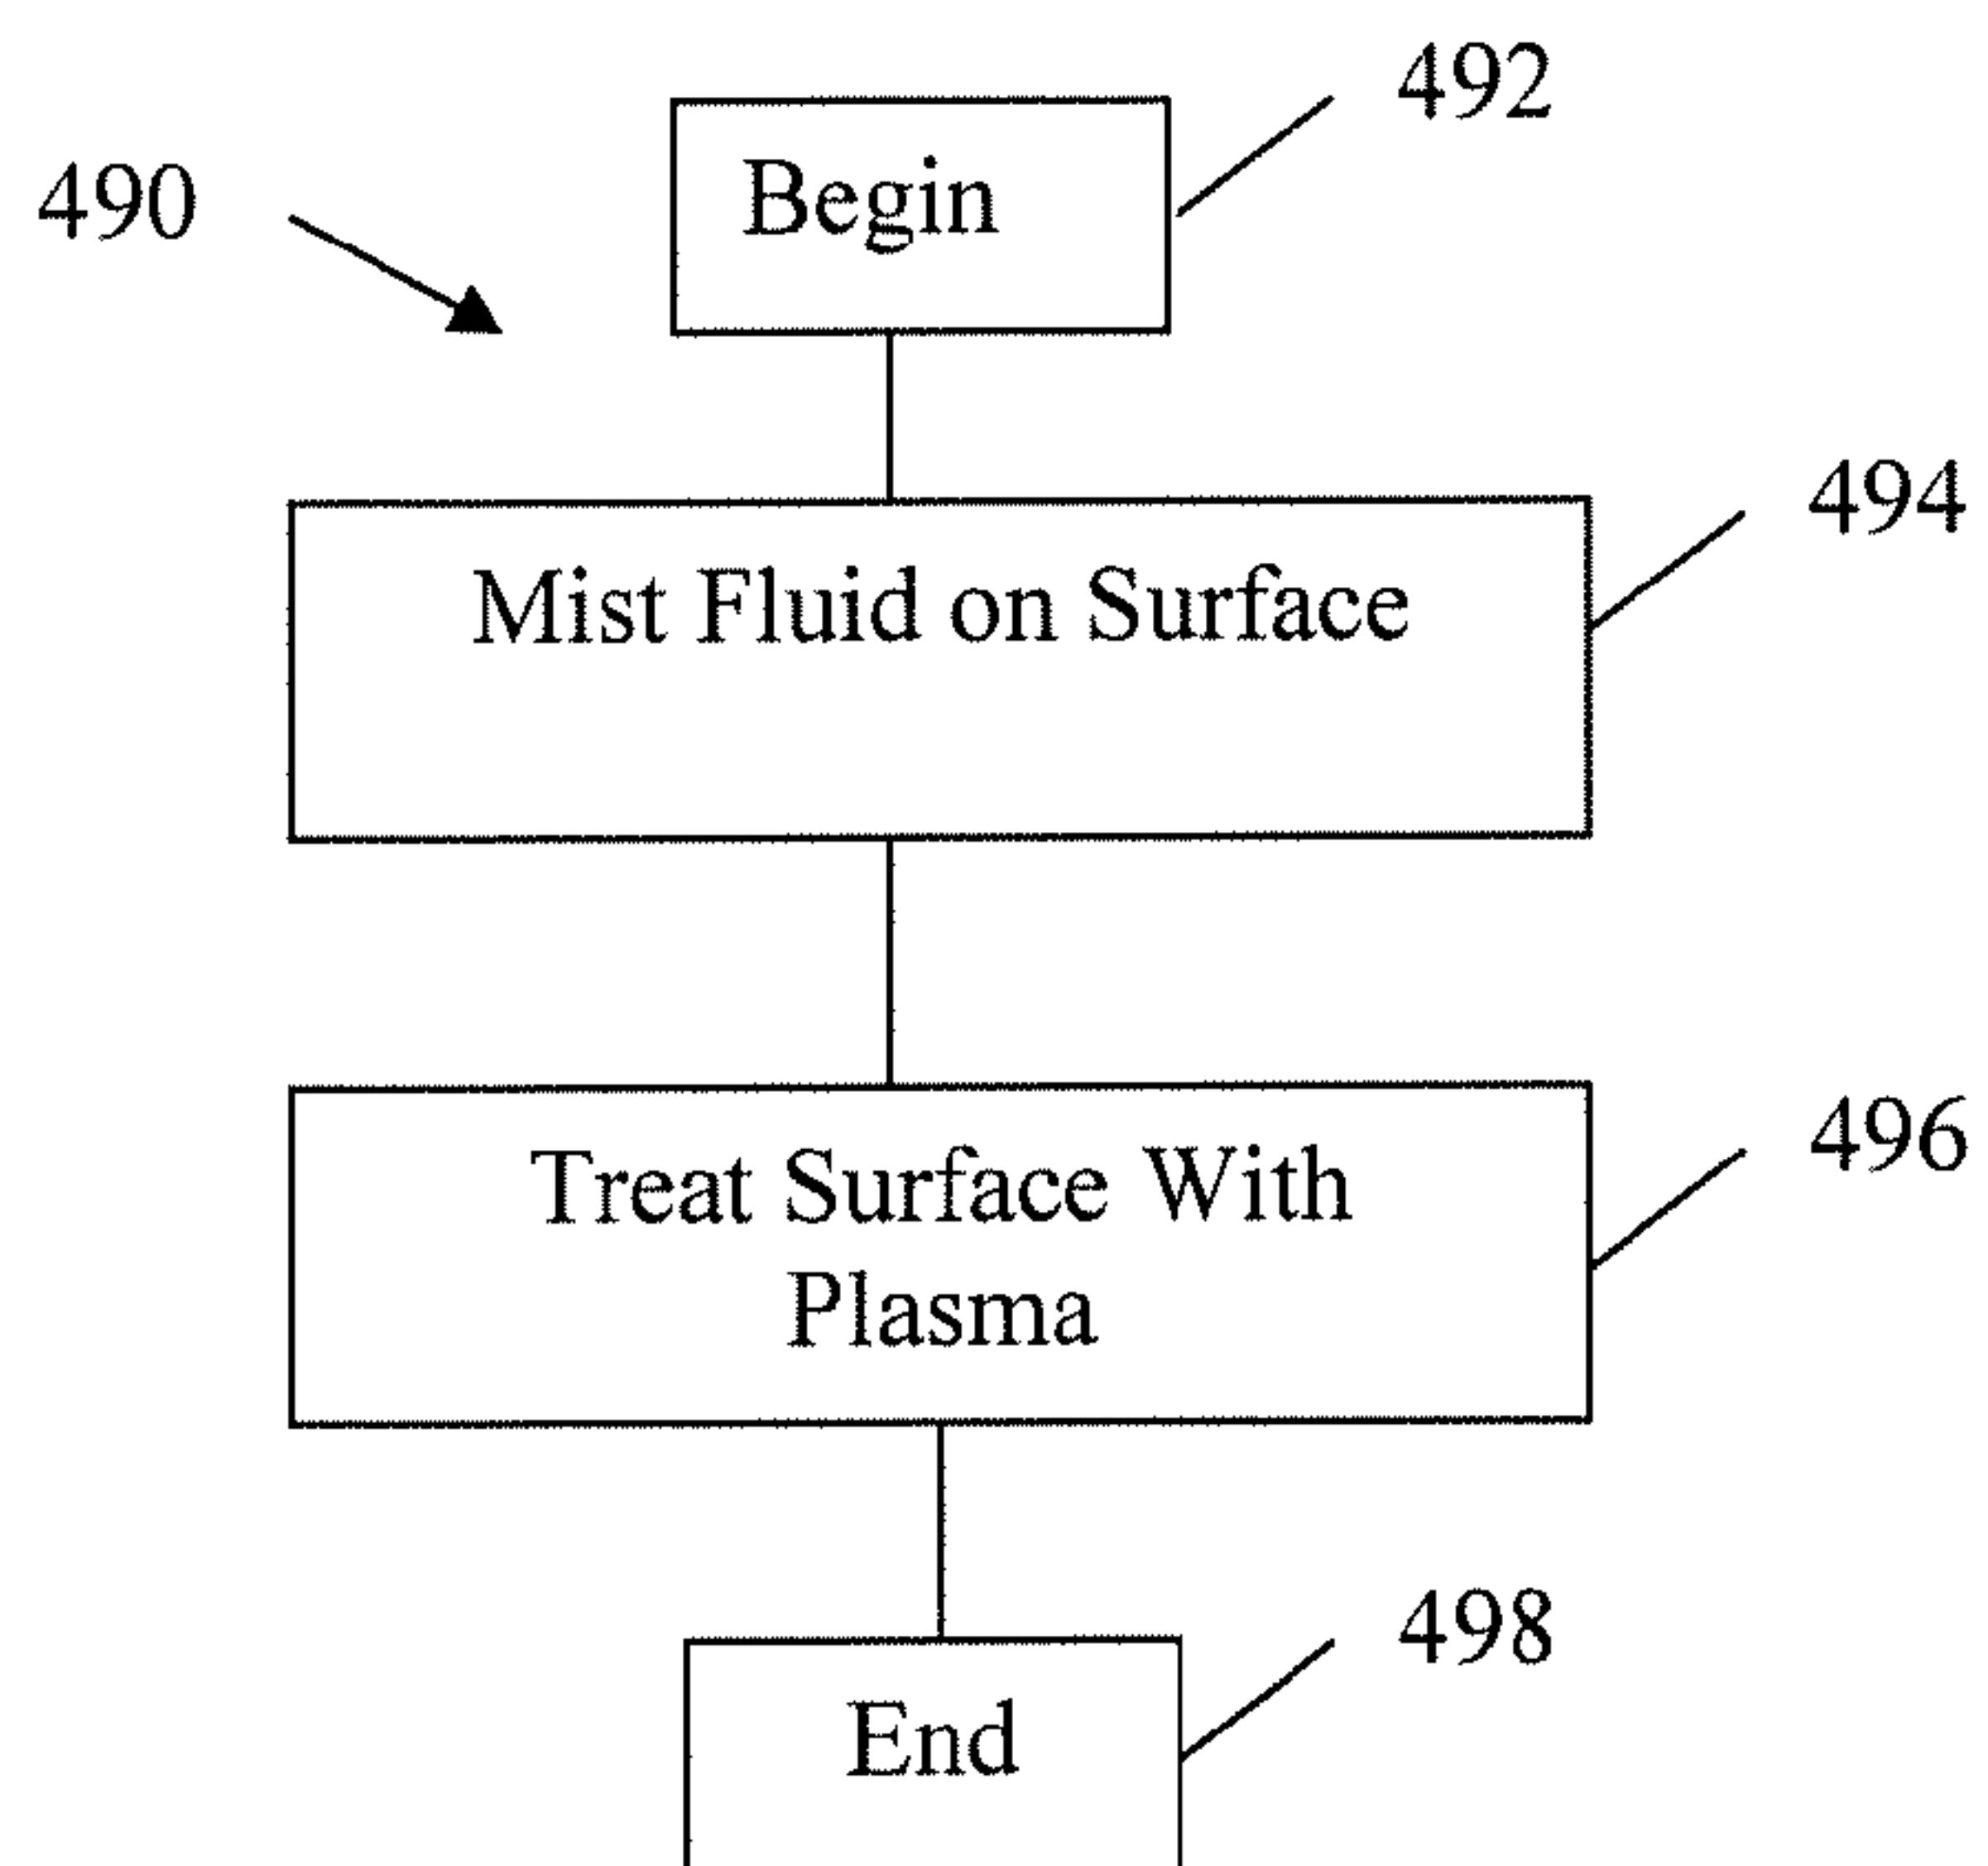 492
490
Begin
494
Mist Fluid on Surface
496
Treat Surface With
Plasma
498
End